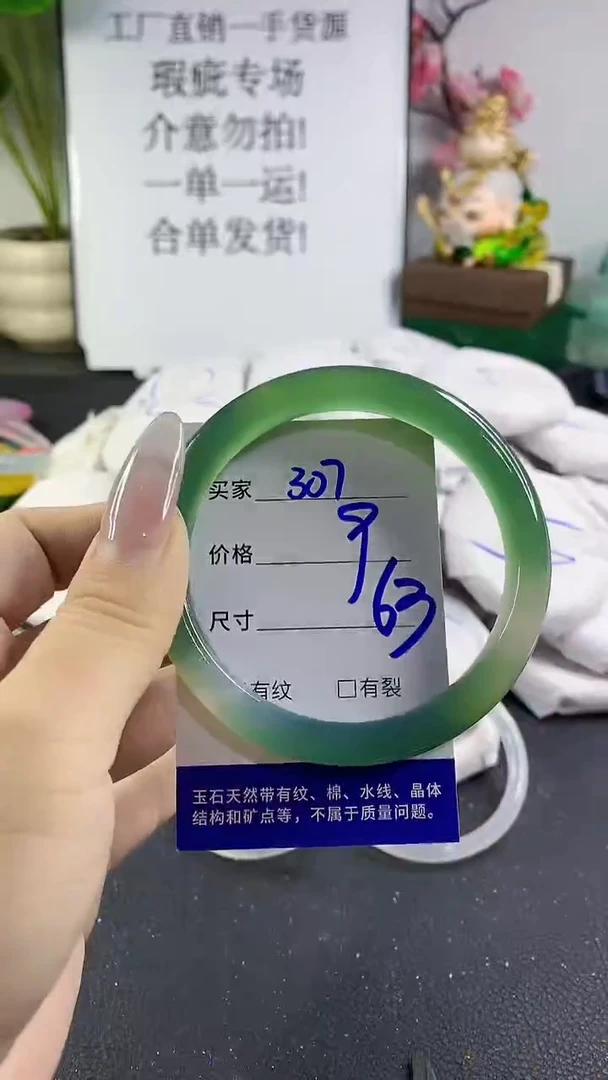 工厂直销一手货源
瑕疵专场
介意勿拍!
一单一运!
合单发货!
买家 307
价格 9
尺寸 63
有纹 □有裂
玉石天然带有纹、棉、水线、晶体
结构和矿点等，不属于质量问题。